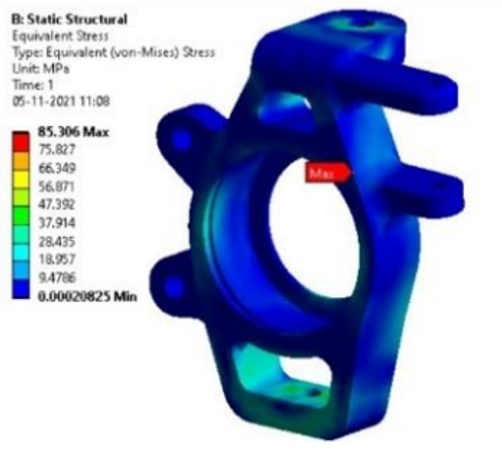 B: Static Structural
Equivalent Stress
Type: Equivalent (von-Mises) Stress
Unit: MPa
Time: 1
05-11-2021 11:08
85.306 Max
75.827
66.349
56.871
47.392
37.914
28.435
18.957
9.4786
0.00020825 Min
Max